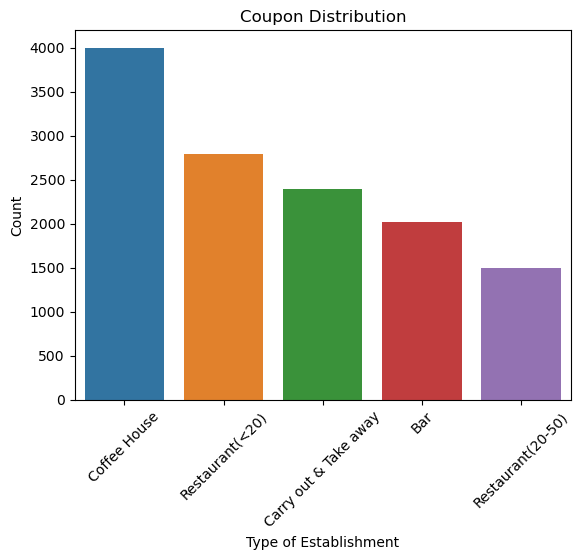 Coupon Distribution
4000
3500
3000
2500
2000
1500
1000
500
0
Count
Coffee House
Restaurant(<20)
Carry out & Take away
Bar
Restaurant(20-50)
Type of Establishment